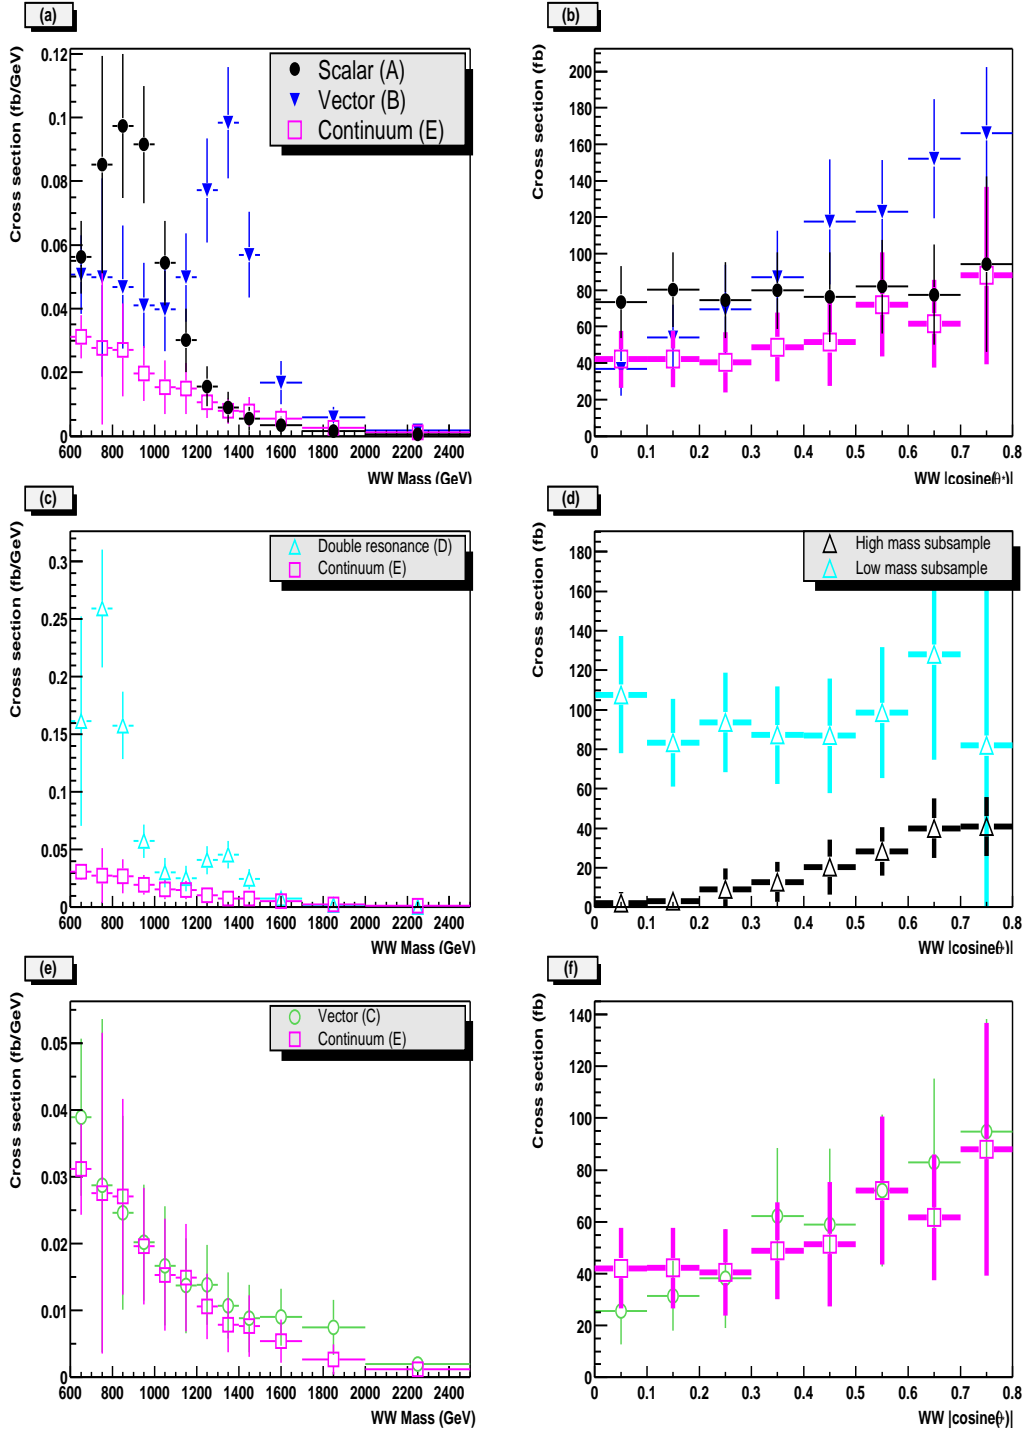 (a)
Cross section (fb/GeV)
0.12
0.1
0.08
0.06
0.04
0.02
0
Scalar (A)
Vector (B)
Continuum (E)
600 800 1000 1200 1400 1600 1800 2000 2200 2400
WW Mass (GeV)
(b)
Cross section (fb)
200
180
160
140
120
100
80
60
40
20
0
0 0.1 0.2 0.3 0.4 0.5 0.6 0.7 0.8
WW |cosine(θ*)|
(c)
Cross section (fb/GeV)
0.3
0.25
0.2
0.15
0.1
0.05
0
Double resonance (D)
Continuum (E)
600 800 1000 1200 1400 1600 1800 2000 2200 2400
WW Mass (GeV)
(d)
Cross section (fb)
180
160
140
120
100
80
60
40
20
0
High mass subsample
Low mass subsample
0 0.1 0.2 0.3 0.4 0.5 0.6 0.7 0.8
WW |cosine(θ)|
(e)
Cross section (fb/GeV)
0.05
0.04
0.03
0.02
0.01
0
Vector (C)
Continuum (E)
600 800 1000 1200 1400 1600 1800 2000 2200 2400
WW Mass (GeV)
(f)
Cross section (fb)
140
120
100
80
60
40
20
0
0 0.1 0.2 0.3 0.4 0.5 0.6 0.7 0.8
WW |cosine(θ)|